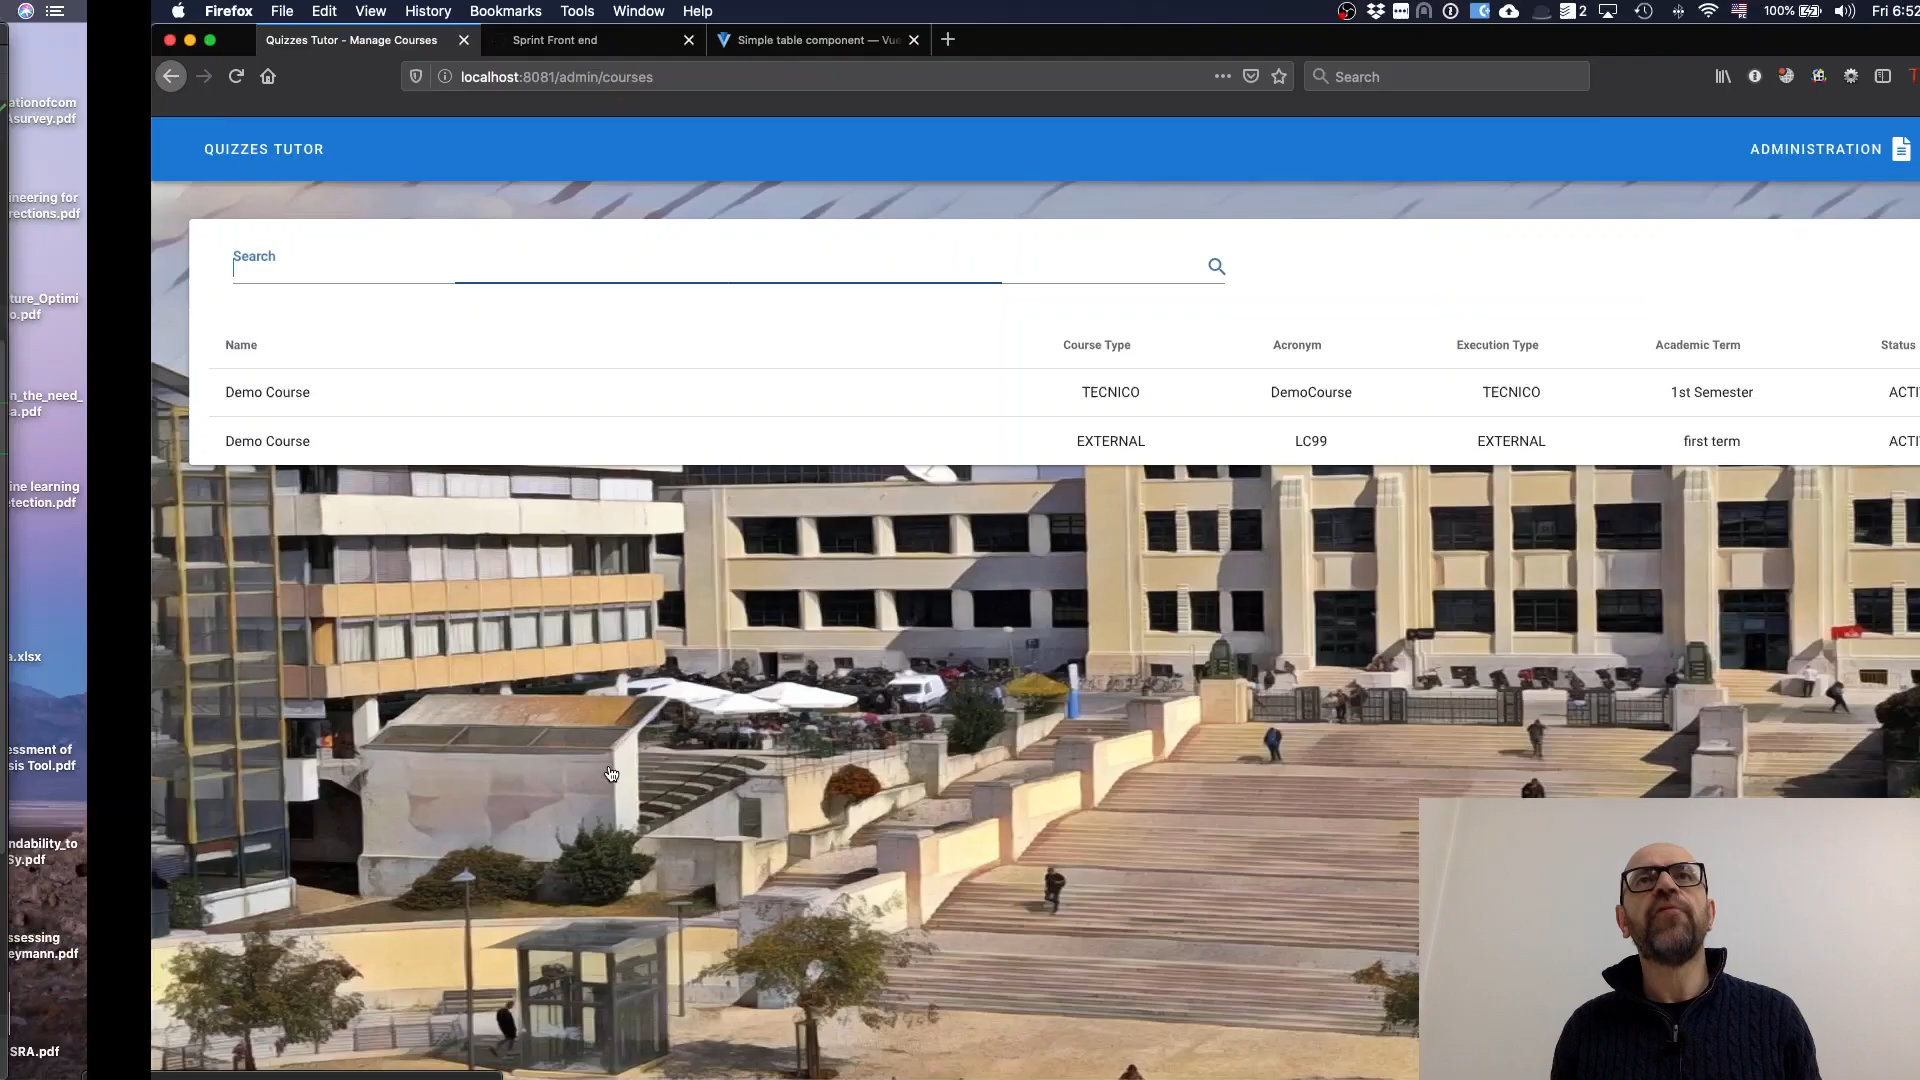 Firefox File Edit View History Bookmarks Tools Window Help
2 100% Fri 6:52
Quizzes Tutor - Manage Courses
Sprint Front end
Simple table component — Vue
localhost:8081/admin/courses
Search
QUIZZES TUTOR
ADMINISTRATION
Search
Name Course Type Acronym Execution Type Academic Term Status
Demo Course TECNICO DemoCourse TECNICO 1st Semester ACTI
Demo Course EXTERNAL LC99 EXTERNAL first term ACTI
ationofcom
survey.pdf
ineering for
rections.pdf
ture_Optimi
o.pdf
n_the_need_
a.pdf
ine learning
etection.pdf
a.xlsx
essment of
sis Tool.pdf
ndability_to
Sy.pdf
ssessing
eymann.pdf
SRA.pdf